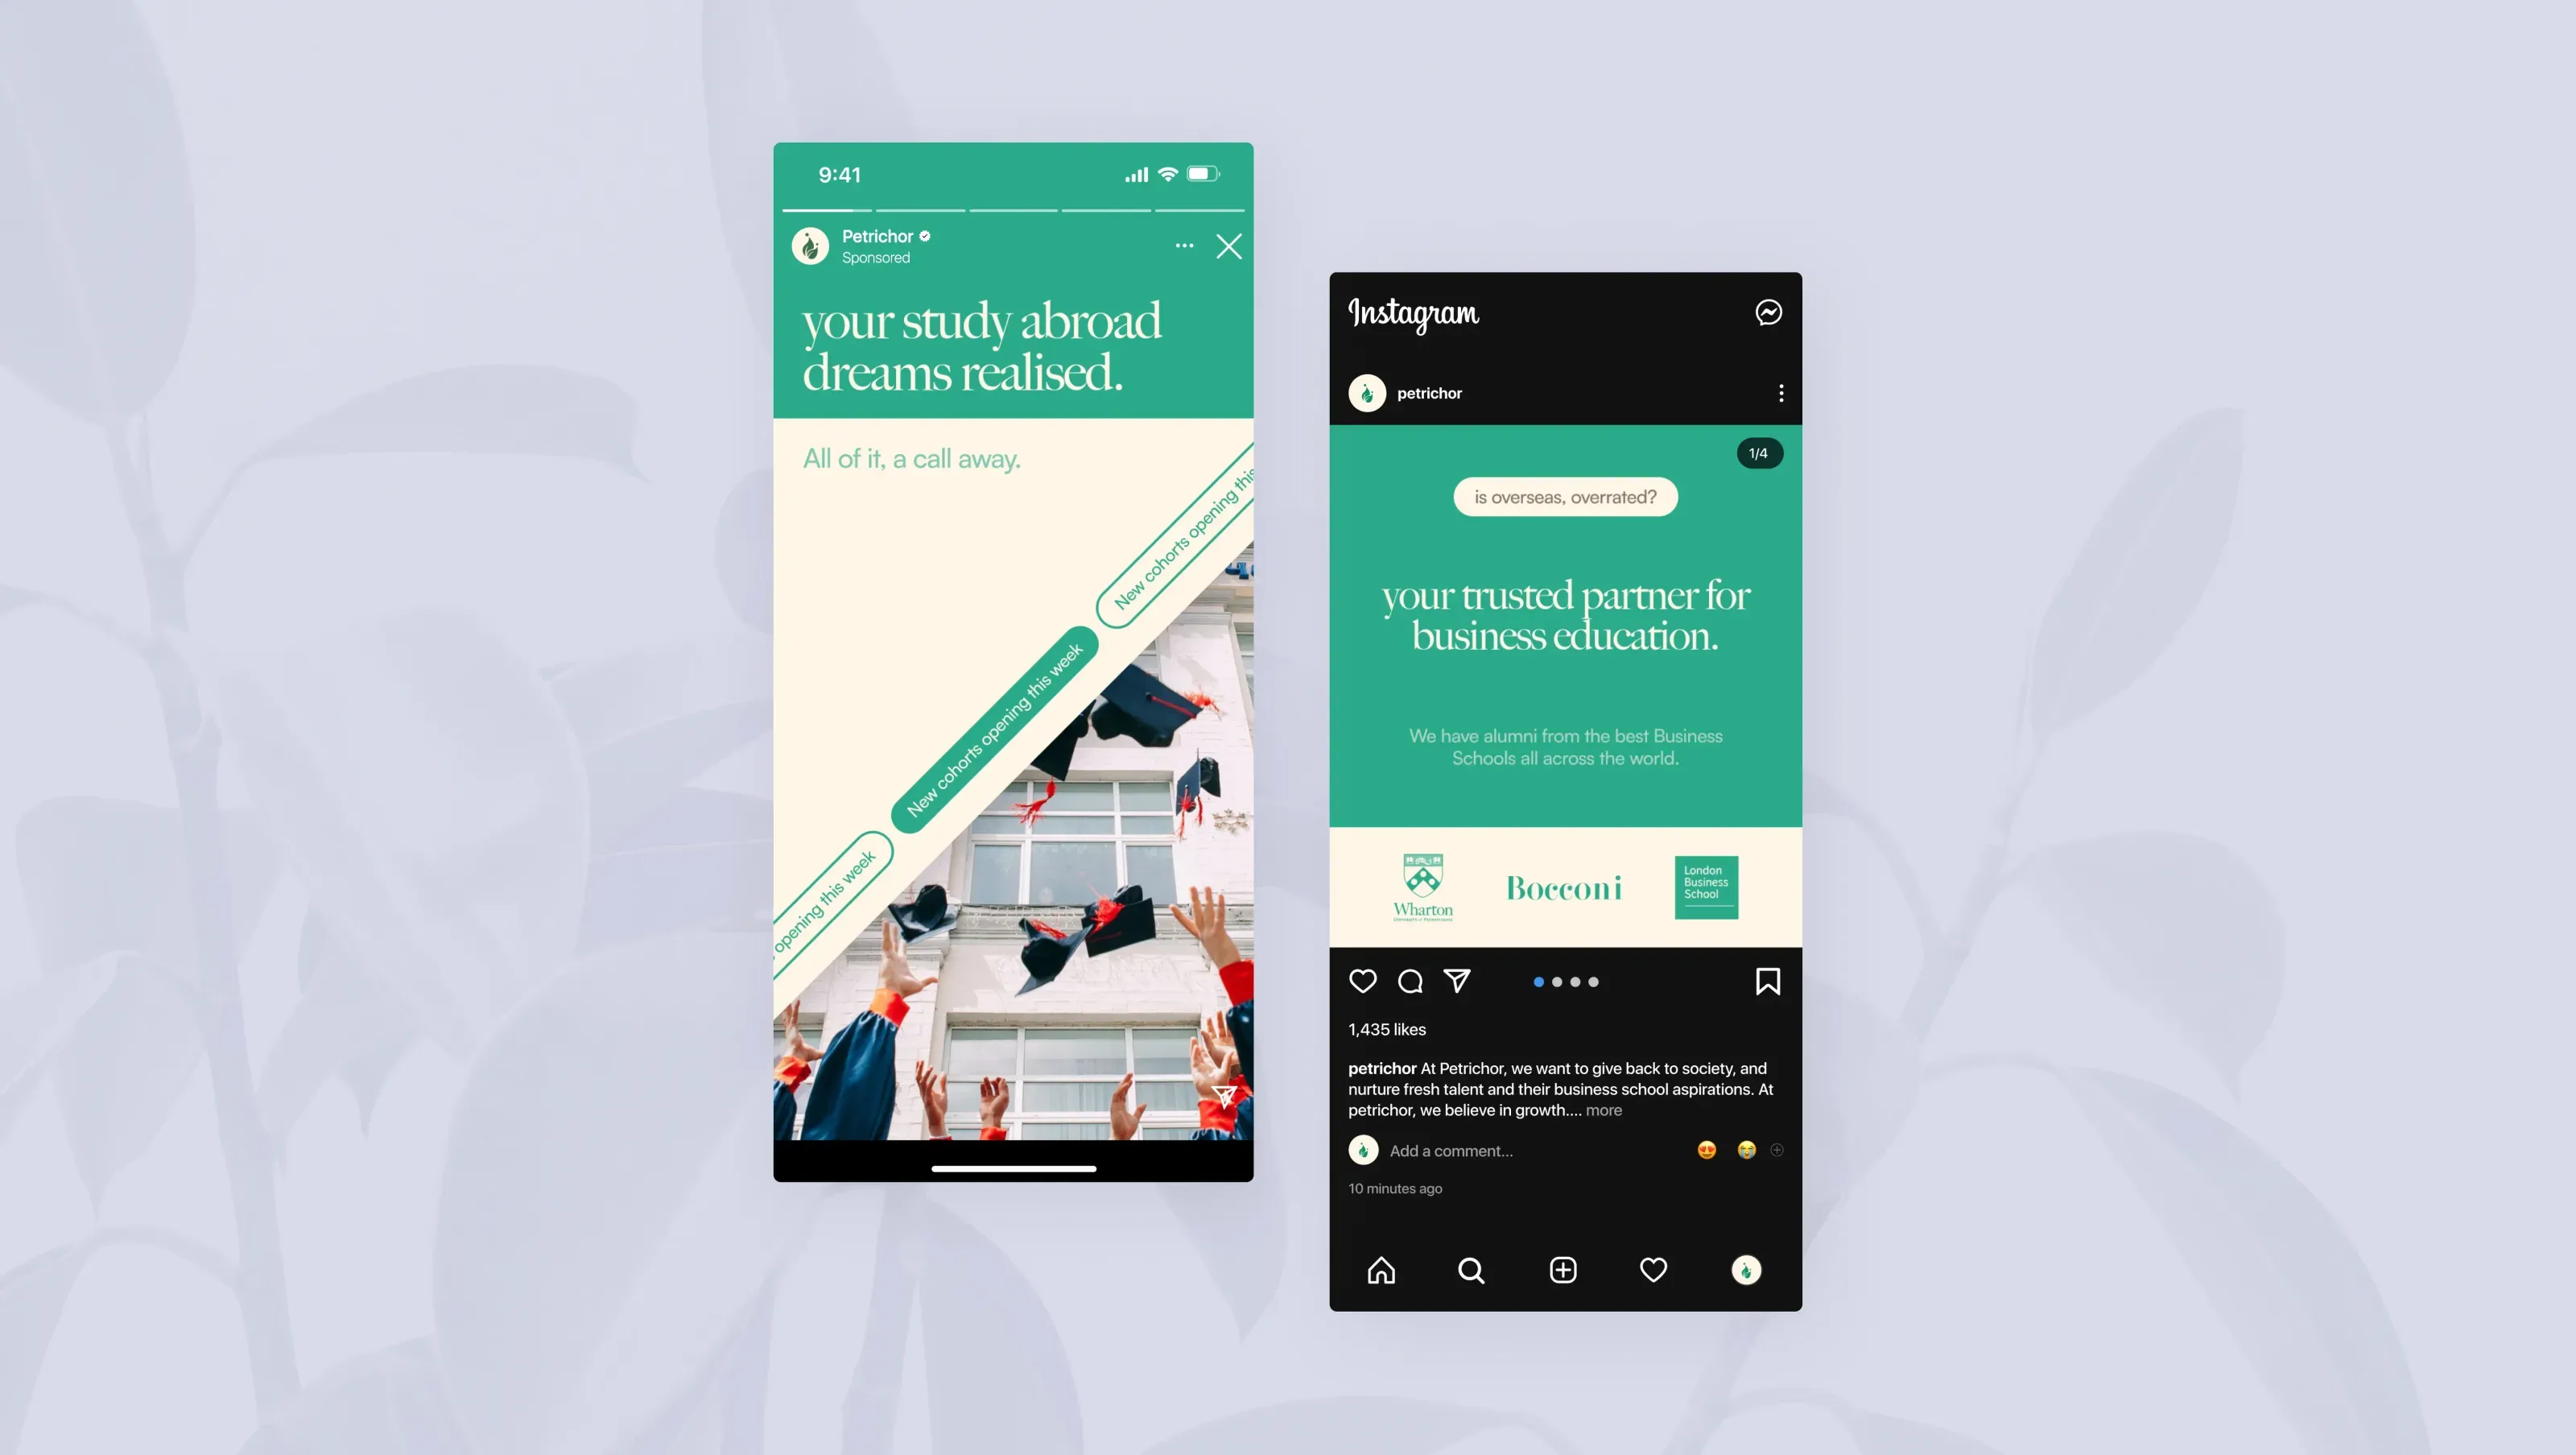 9:41
Petrichor
Sponsored
your study abroad
dreams realised.
All of it, a call away.
New cohorts opening this
New cohorts opening this week
opening this week
Instagram
petrichor
1/4
is overseas, overrated?
your trusted partner for
business education.
We have alumni from the best Business
Schools all across the world.
Wharton
University of Pennsylvania
Bocconi
London
Business
School
1,435 likes
petrichor At Petrichor, we want to give back to society, and
nurture fresh talent and their business school aspirations. At
petrichor, we believe in growth.... more
Add a comment...
10 minutes ago